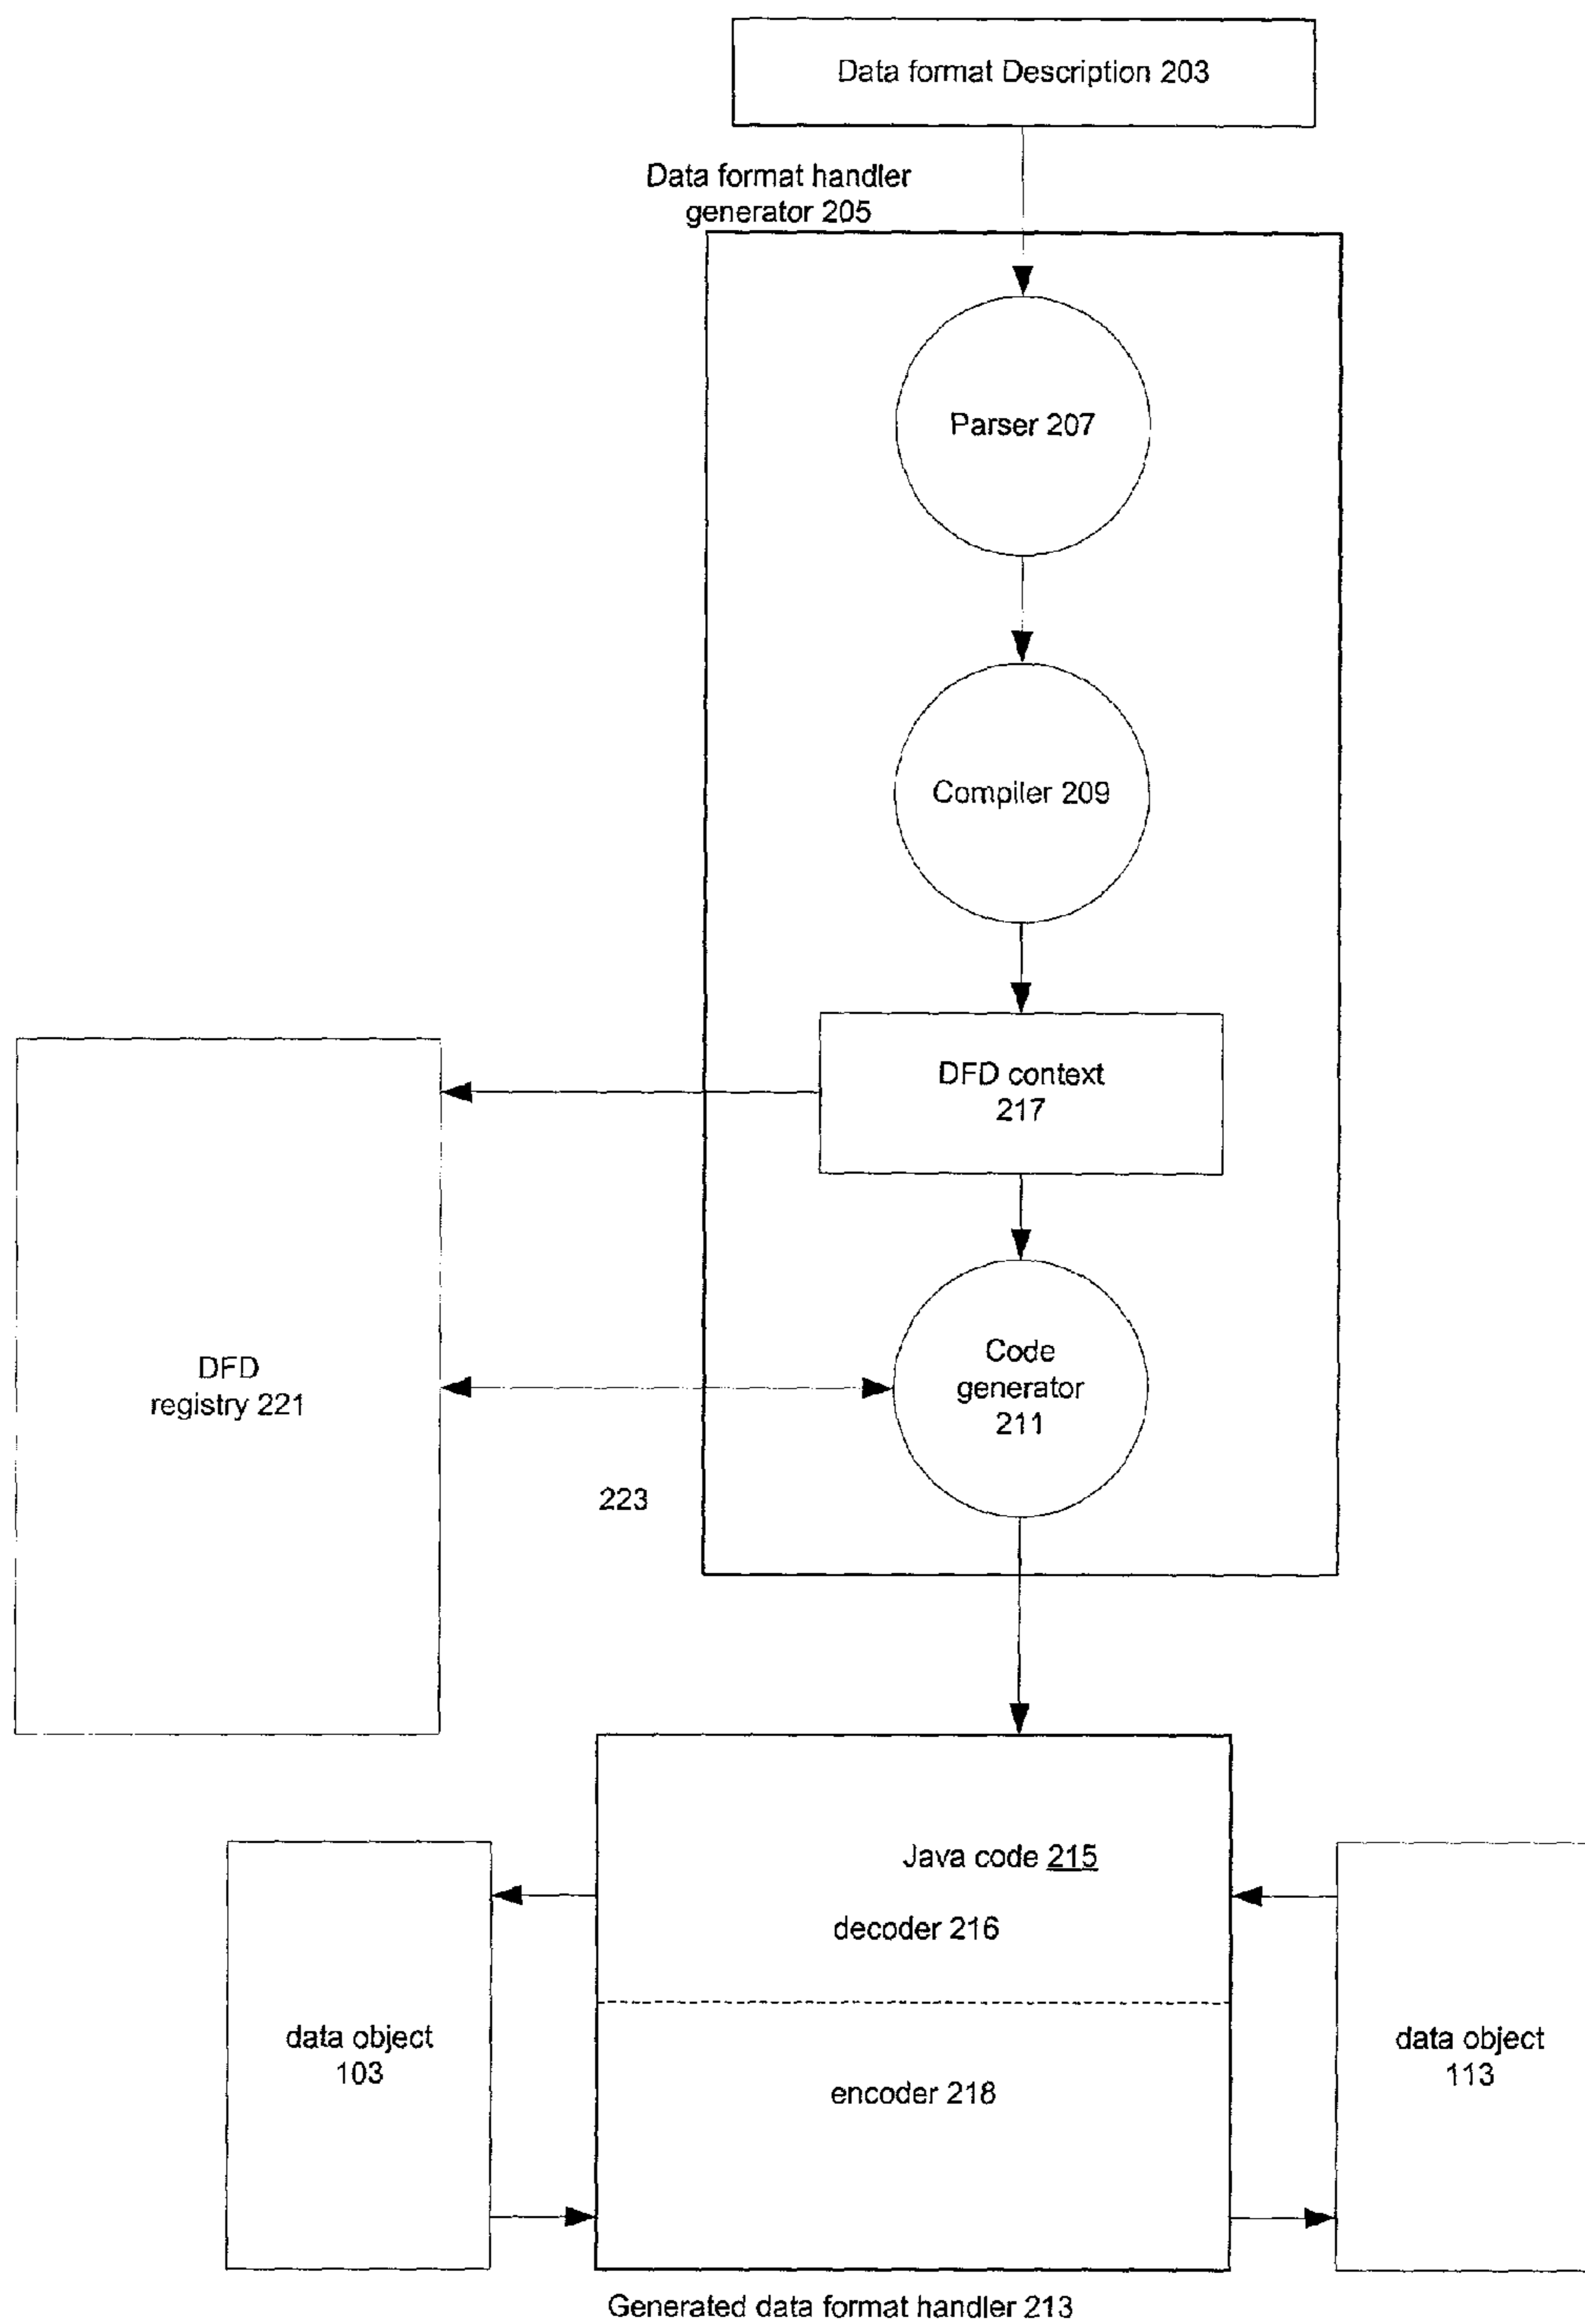 Data format Description 203
Data format handler
generator 205
Parser 207
Compiler 209
DFD context
217
DFD
registry 221
Code
generator
211
223
Java code 215
decoder 216
data object
103
encoder 218
data object
113
Generated data format handler 213